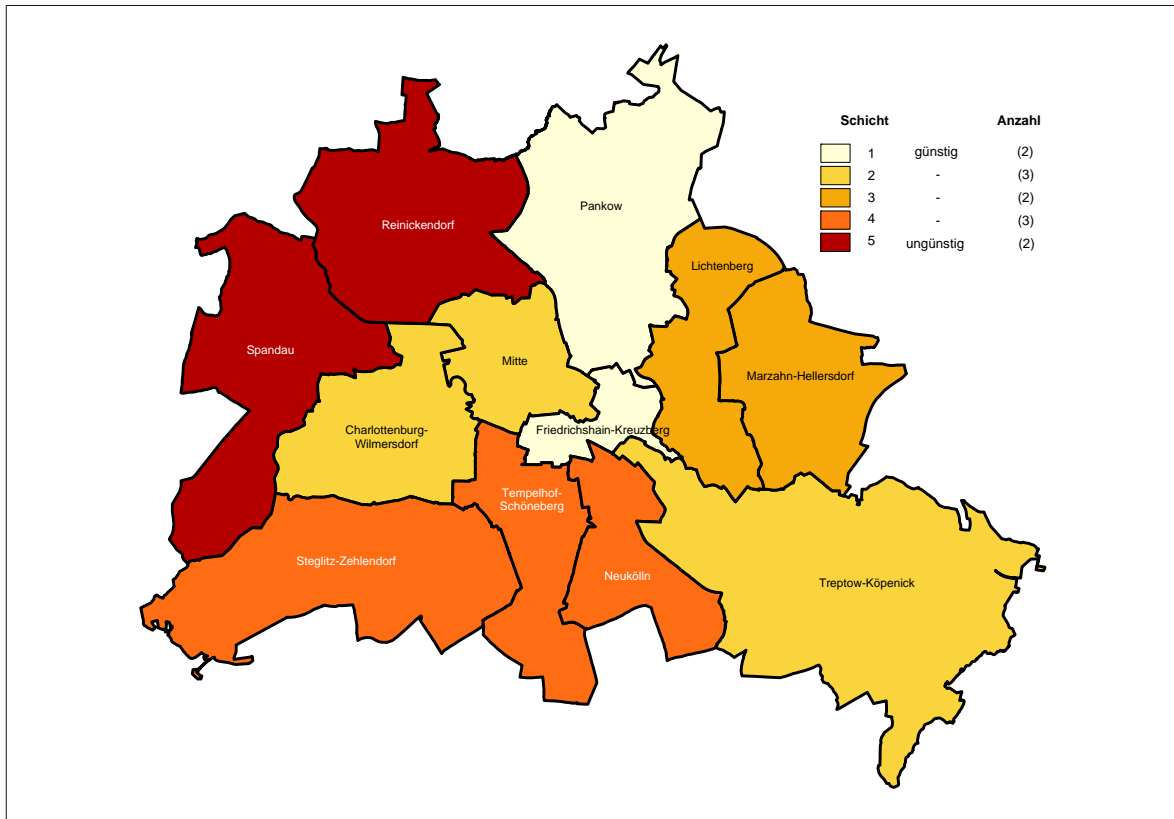 Schicht Anzahl
1 günstig (2)
2 - (3)
3 - (2)
4 - (3)
5 ungünstig (2)
Pankow
Reinickendorf
Lichtenberg
Spandau
Mitte
Marzahn-Hellersdorf
Charlottenburg-
Wilmersdorf
Friedrichshain-Kreuzberg
Tempelhof-
Schöneberg
Steglitz-Zehlendorf
Neukölln
Treptow-Köpenick